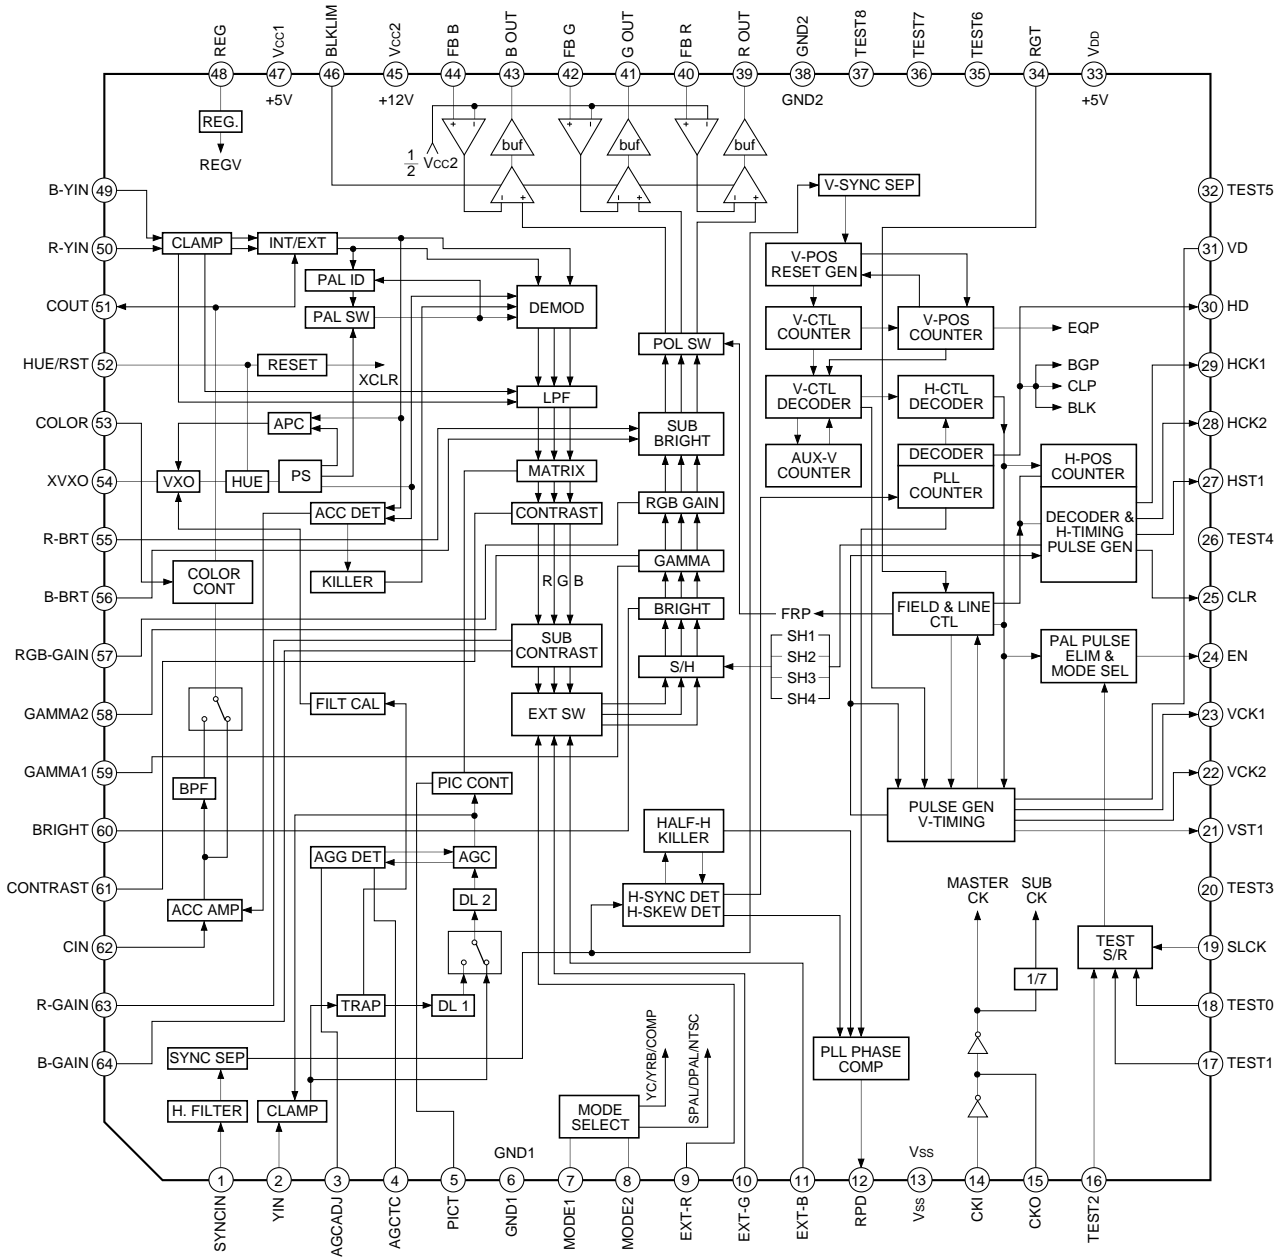 REG
Vcc1
BLKLIM
Vcc2
FB B
B OUT
FB G
G OUT
FB R
R OUT
GND2
TEST8
TEST7
TEST6
RGT
VDD
48
47
46
45
44
43
42
41
40
39
38
37
36
35
34
33
+5V
+12V
GND2
+5V
REG.
REGV
1/2 Vcc2
+ −
buf
+ −
buf
+ −
buf
− +
− +
− +
B-YIN 49
R-YIN 50
COUT 51
HUE/RST 52
COLOR 53
XVXO 54
R-BRT 55
B-BRT 56
RGB-GAIN 57
GAMMA2 58
GAMMA1 59
BRIGHT 60
CONTRAST 61
CIN 62
R-GAIN 63
B-GAIN 64
CLAMP
INT/EXT
PAL ID
PAL SW
DEMOD
RESET
XCLR
LPF
APC
VXO
HUE
PS
MATRIX
ACC DET
CONTRAST
KILLER
COLOR
CONT
R G B
SUB
CONTRAST
FILT CAL
EXT SW
BPF
PIC CONT
AGG DET
AGC
ACC AMP
DL 2
TRAP
DL 1
SYNC SEP
H. FILTER
CLAMP
POL SW
SUB
BRIGHT
RGB GAIN
GAMMA
BRIGHT
S/H
V-SYNC SEP
V-POS
RESET GEN
V-CTL
COUNTER
V-POS
COUNTER
EQP
BGP
CLP
BLK
V-CTL
DECODER
H-CTL
DECODER
AUX-V
COUNTER
DECODER
PLL
COUNTER
H-POS
COUNTER
DECODER &
H-TIMING
PULSE GEN
FRP
SH1
SH2
SH3
SH4
FIELD & LINE
CTL
PAL PULSE
ELIM &
MODE SEL
PULSE GEN
V-TIMING
HALF-H
KILLER
H-SYNC DET
H-SKEW DET
MASTER
CK
SUB
CK
1/7
TEST
S/R
PLL PHASE
COMP
MODE
SELECT
YC/YRB/COMP
SPAL/DPAL/NTSC
32 TEST5
31 VD
30 HD
29 HCK1
28 HCK2
27 HST1
26 TEST4
25 CLR
24 EN
23 VCK1
22 VCK2
21 VST1
20 TEST3
19 SLCK
18 TEST0
17 TEST1
GND1
Vss
1
2
3
4
5
6
7
8
9
10
11
12
13
14
15
16
SYNCIN
YIN
AGCADJ
AGCTC
PICT
GND1
MODE1
MODE2
EXT-R
EXT-G
EXT-B
RPD
Vss
CKI
CKO
TEST2